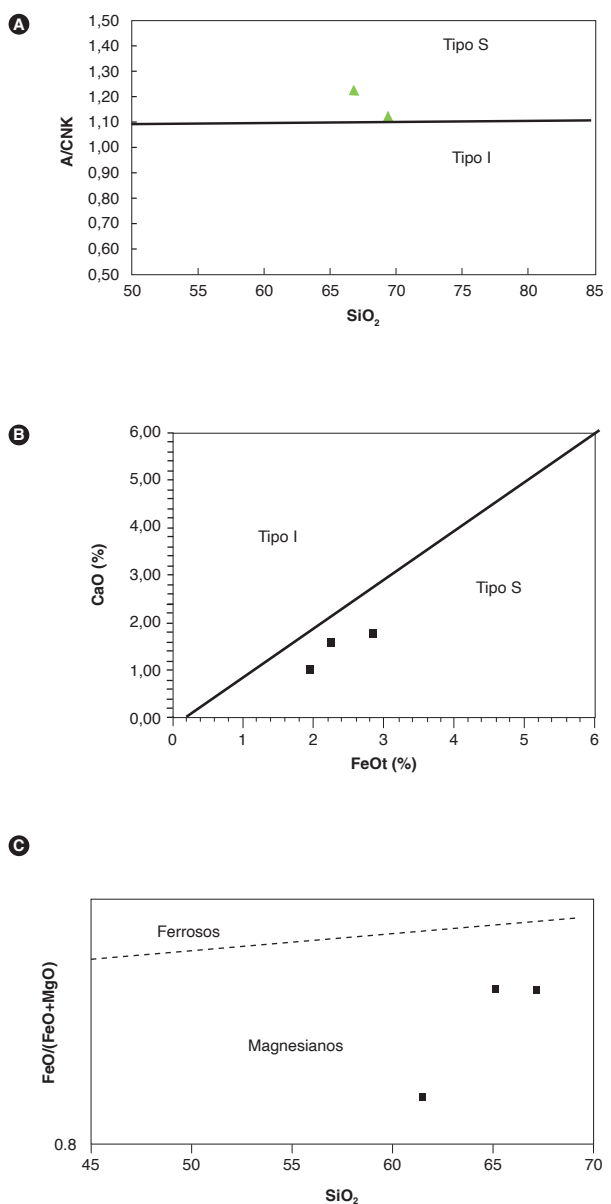 A
1,50
1,40
1,30
1,20
1,10
1,00
0,90
0,80
0,70
0,60
0,50
A/CNK
Tipo S
Tipo I
50 55 60 65 70 75 80 85
SiO2
B
6,00
5,00
4,00
3,00
2,00
1,00
0,00
CaO (%)
Tipo I
Tipo S
0 1 2 3 4 5 6
FeOt (%)
C
FeO/(FeO+MgO)
Ferrosos
Magnesianos
0.8
45 50 55 60 65 70
SiO2